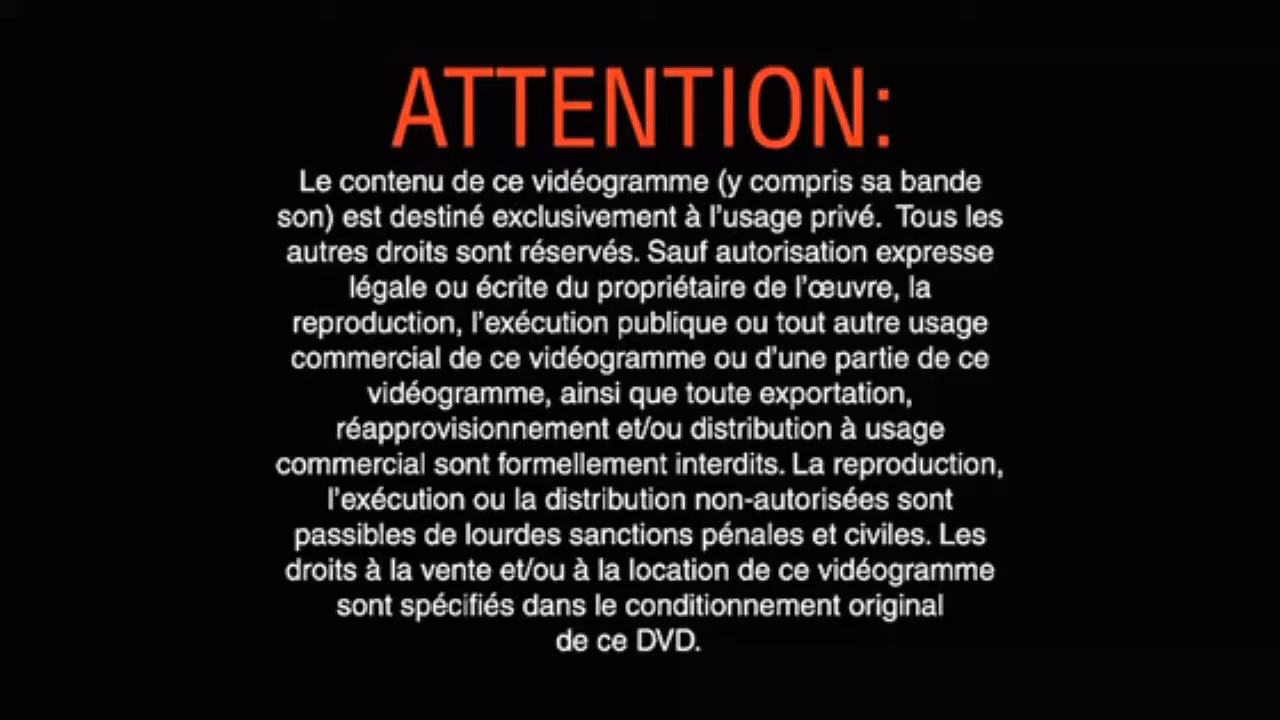 ATTENTION:
Le contenu de ce vidéogramme (y compris sa bande
son) est destiné exclusivement à l'usage privé.  Tous les
autres droits sont réservés. Sauf autorisation expresse
légale ou écrite du propriétaire de l'œuvre, la
reproduction, l'exécution publique ou tout autre usage
commercial de ce vidéogramme ou d'une partie de ce
vidéogramme, ainsi que toute exportation,
réapprovisionnement et/ou distribution à usage
commercial sont formellement interdits. La reproduction,
l'exécution ou la distribution non-autorisées sont
passibles de lourdes sanctions pénales et civiles. Les
droits à la vente et/ou à la location de ce vidéogramme
sont spécifiés dans le conditionnement original
de ce DVD.